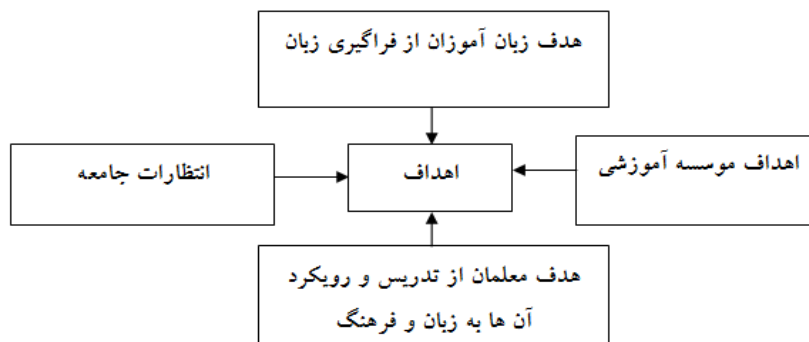 هدف زبان آموزان از فراگیری زبان
اهداف موسسه آموزشی
اهداف
انتظارات جامعه
هدف معلمان از تدریس و رویکرد
آن ها به زبان و فرهنگ